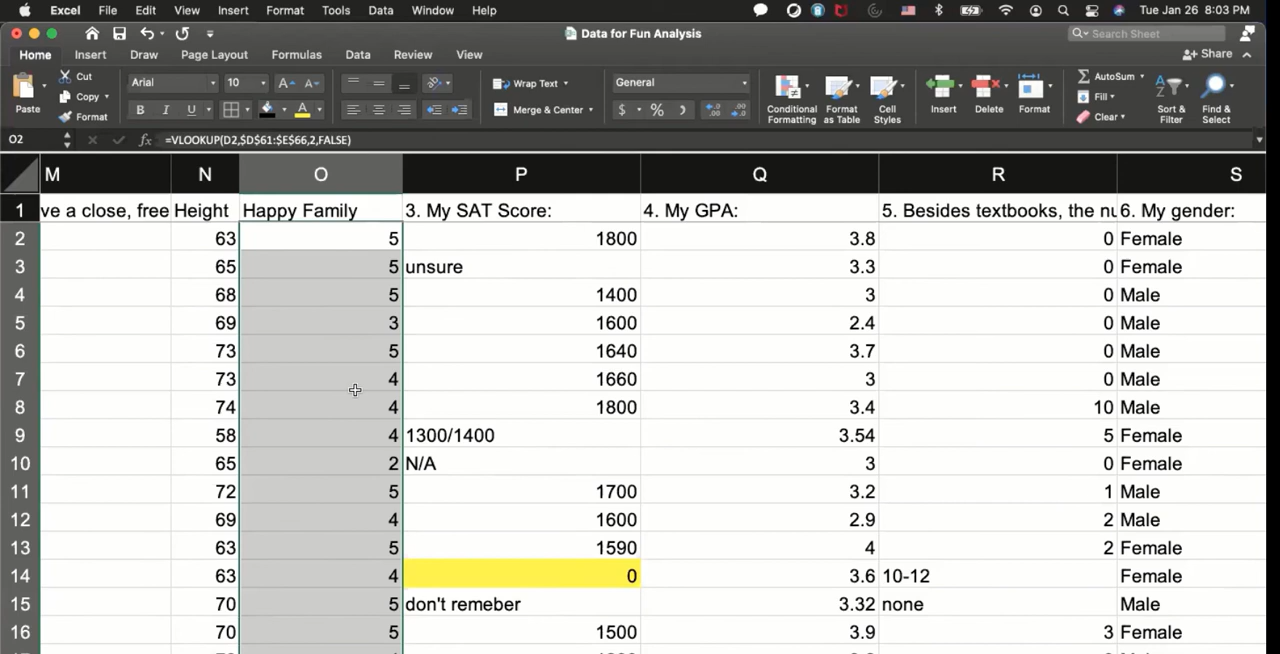 Excel File Edit View Insert Format Tools Data Window Help Tue Jan 26 8:03 PM
Data for Fun Analysis Search Sheet
Home Insert Draw Page Layout Formulas Data Review View Share
Paste Cut Copy Format Arial 10 A A Wrap Text General Conditional Formatting Format as Table Cell Styles Insert Delete Format AutoSum Fill Clear Sort & Filter Find & Select
B I U A Merge & Center $ % )
O2 fx =VLOOKUP(D2,$D$61:$E$66,2,FALSE)
M N O P Q R S
1 ve a close, free Height Happy Family 3. My SAT Score: 4. My GPA: 5. Besides textbooks, the nu 6. My gender:
2 63 5 1800 3.8 0 Female
3 65 5 unsure 3.3 0 Female
4 68 5 1400 3 0 Male
5 69 3 1600 2.4 0 Male
6 73 5 1640 3.7 0 Male
7 73 4 1660 3 0 Male
8 74 4 1800 3.4 10 Male
9 58 4 1300/1400 3.54 5 Female
10 65 2 N/A 3 0 Female
11 72 5 1700 3.2 1 Male
12 69 4 1600 2.9 2 Male
13 63 5 1590 4 2 Female
14 63 4 0 3.6 10-12 Female
15 70 5 don't remeber 3.32 none Male
16 70 5 1500 3.9 3 Female